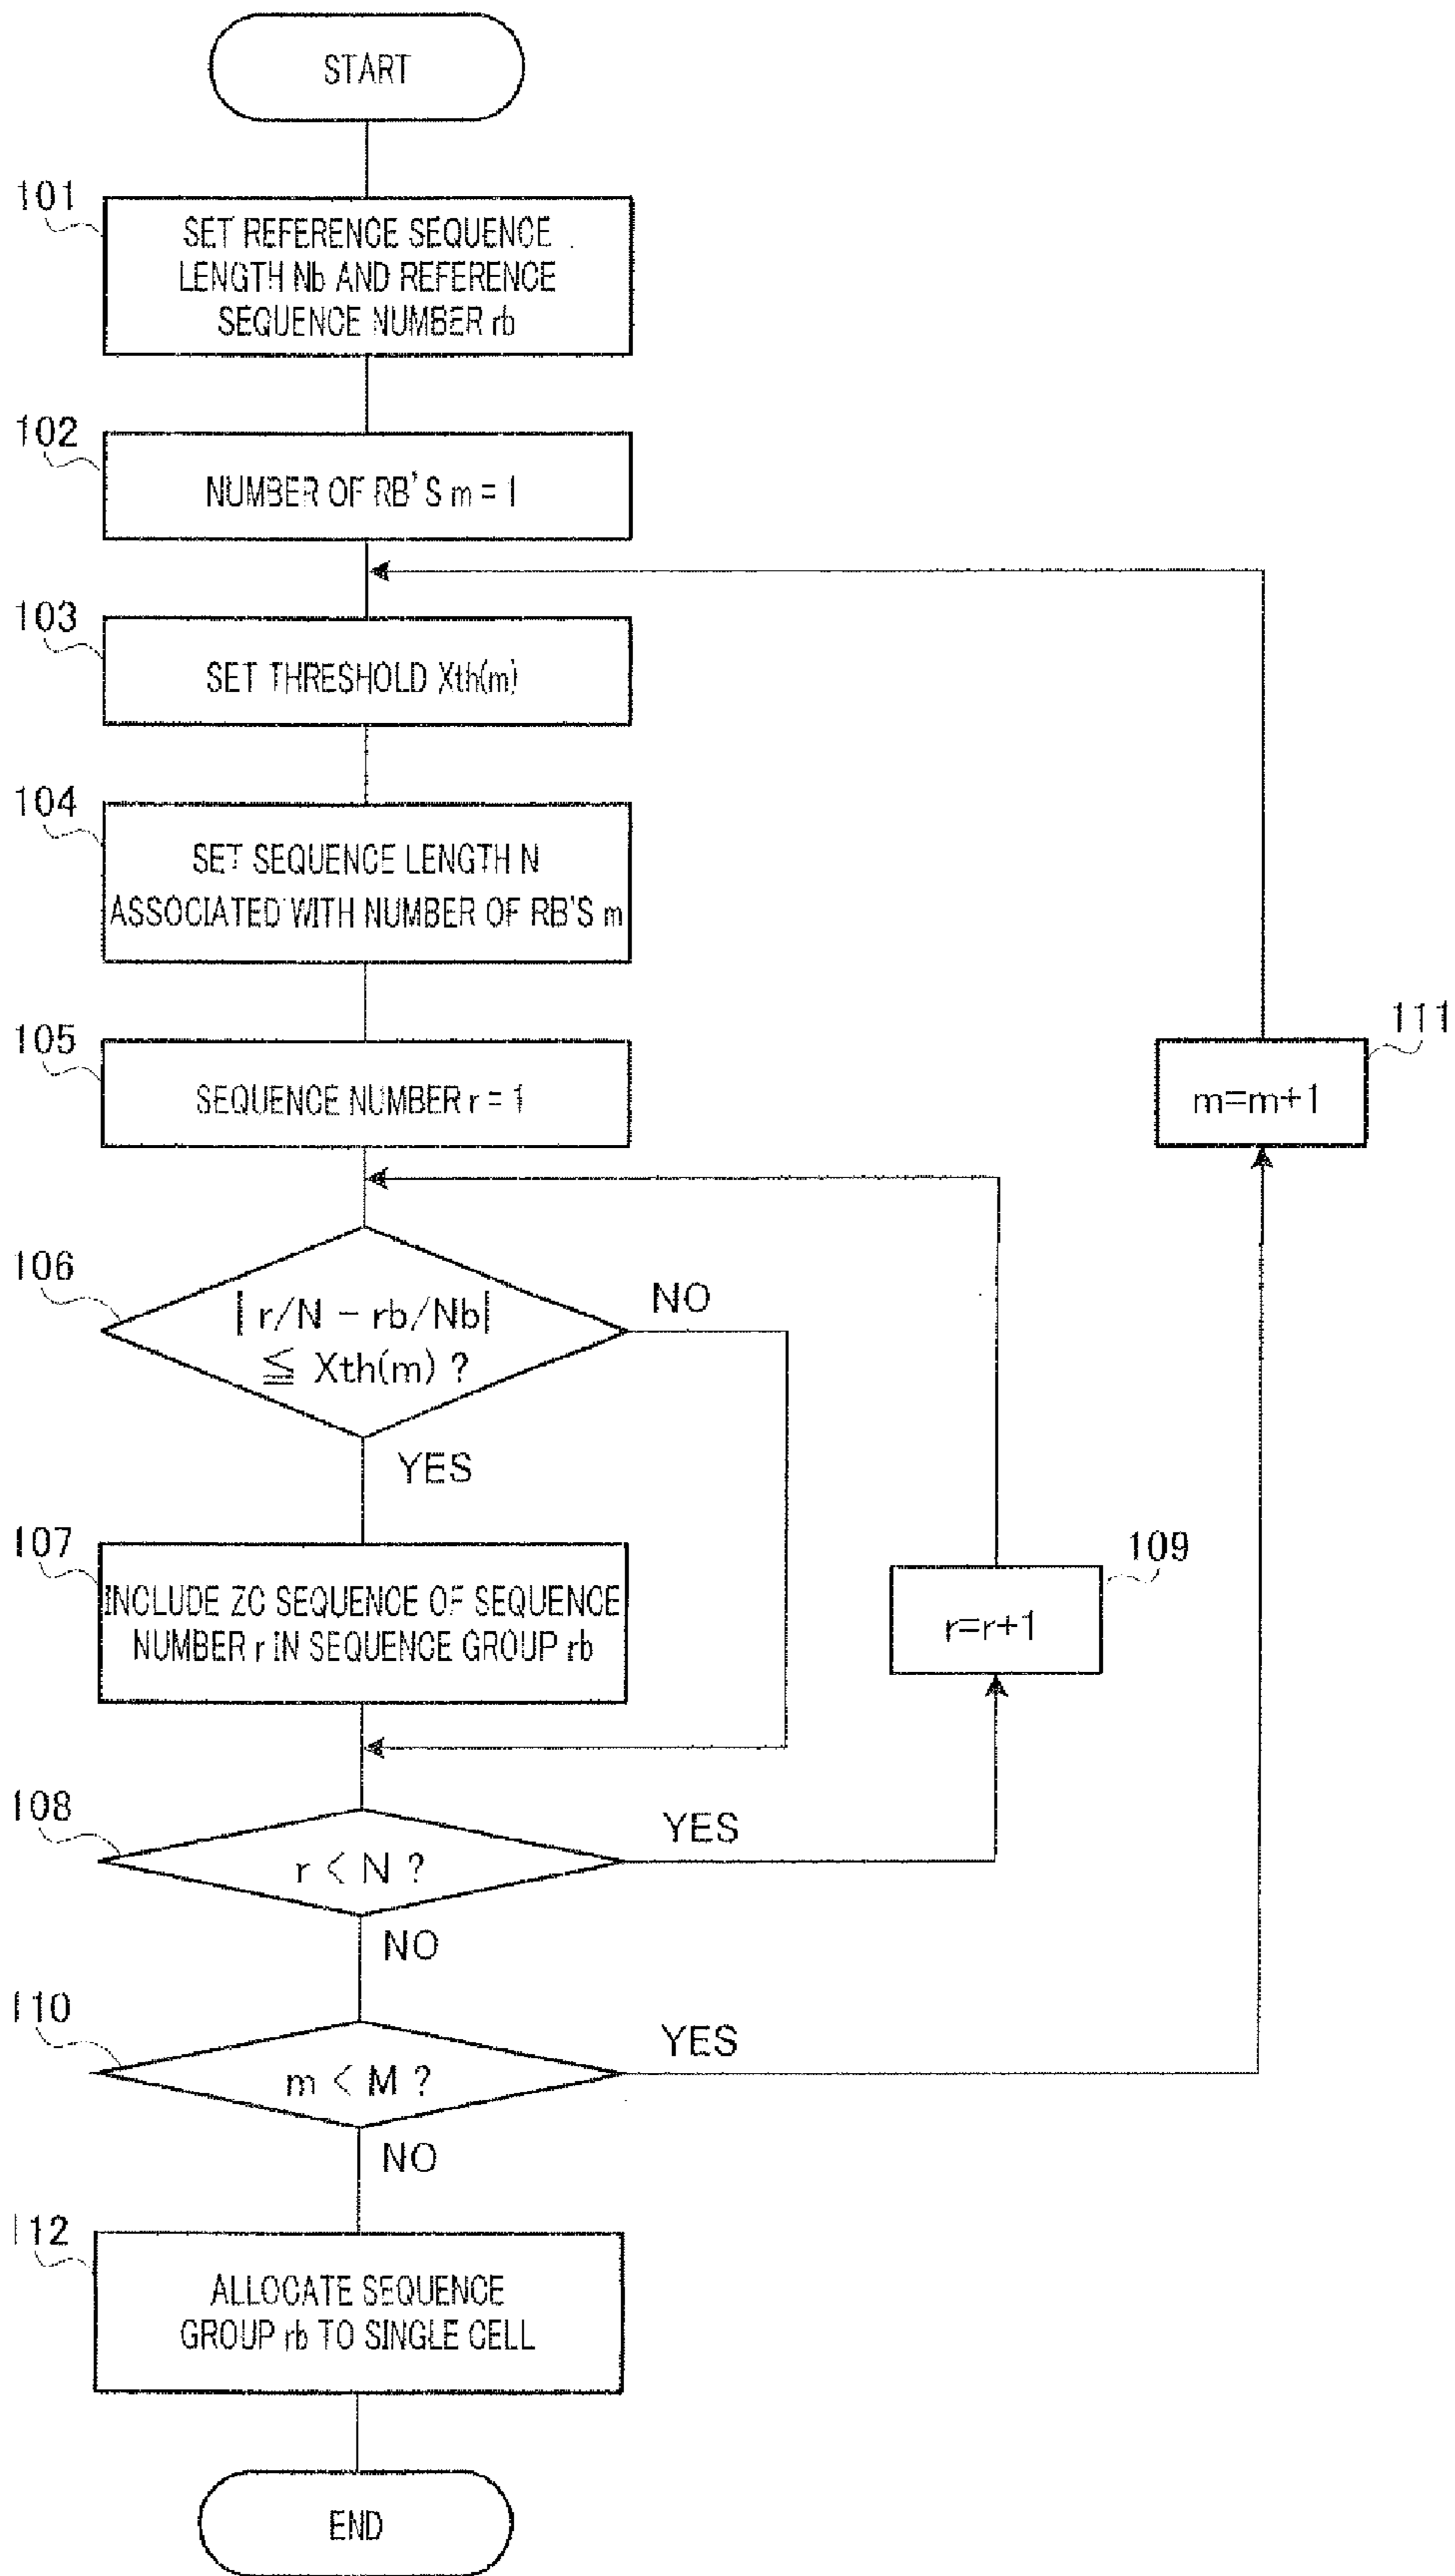 START
101
SET REFERENCE SEQUENCE
LENGTH Nb AND REFERENCE
SEQUENCE NUMBER rb
102
NUMBER OF RB'S m = 1
103
SET THRESHOLD Xth(m)
104
SET SEQUENCE LENGTH N
ASSOCIATED WITH NUMBER OF RB'S m
105
SEQUENCE NUMBER r = 1
111
m=m+1
106
| r/N - rb/Nb|
≦ Xth(m) ?
NO
YES
107
INCLUDE ZC SEQUENCE OF SEQUENCE
NUMBER r IN SEQUENCE GROUP rb
109
r=r+1
108
r < N ?
YES
NO
110
m < M ?
YES
NO
112
ALLOCATE SEQUENCE
GROUP rb TO SINGLE CELL
END